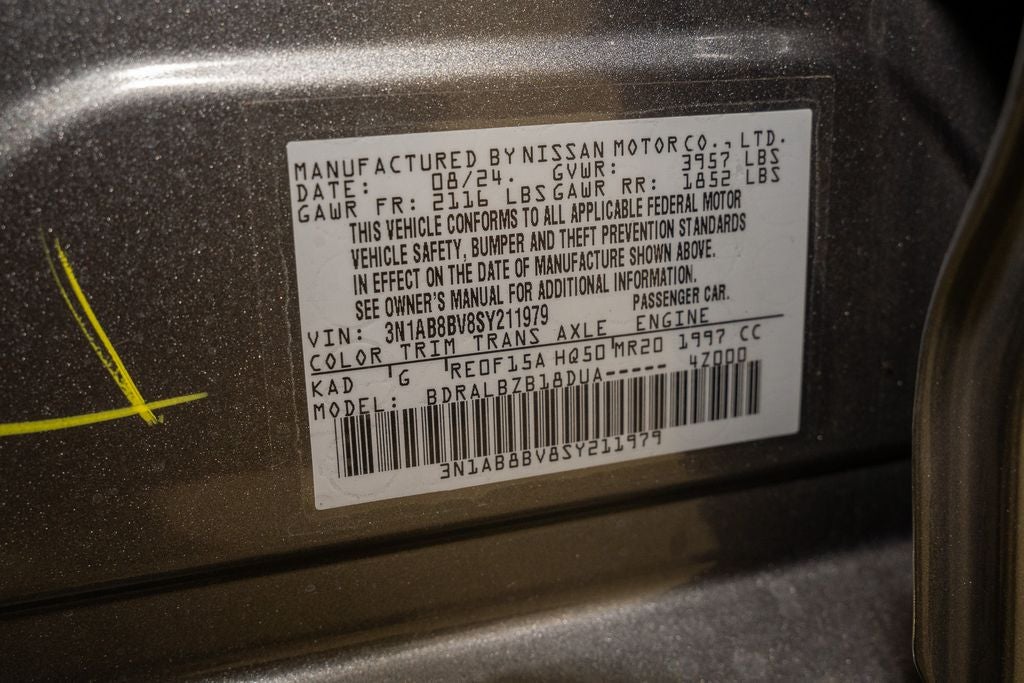 MANUFACTURED BY NISSAN MOTOR CO., LTD.
DATE: 08/24. GVWR: 3957 LBS
GAWR FR: 2116 LBS GAWR RR: 1852 LBS
THIS VEHICLE CONFORMS TO ALL APPLICABLE FEDERAL MOTOR
VEHICLE SAFETY, BUMPER AND THEFT PREVENTION STANDARDS
IN EFFECT ON THE DATE OF MANUFACTURE SHOWN ABOVE.
SEE OWNER'S MANUAL FOR ADDITIONAL INFORMATION.
VIN: 3N1AB8BV8SY211979 PASSENGER CAR.
COLOR TRIM TRANS AXLE ENGINE
KAD G RE0F15A HQ50 MR20 1997 CC
MODEL: BDRALBZB18DUA----- 4Z000
3N1AB8BV8SY211979